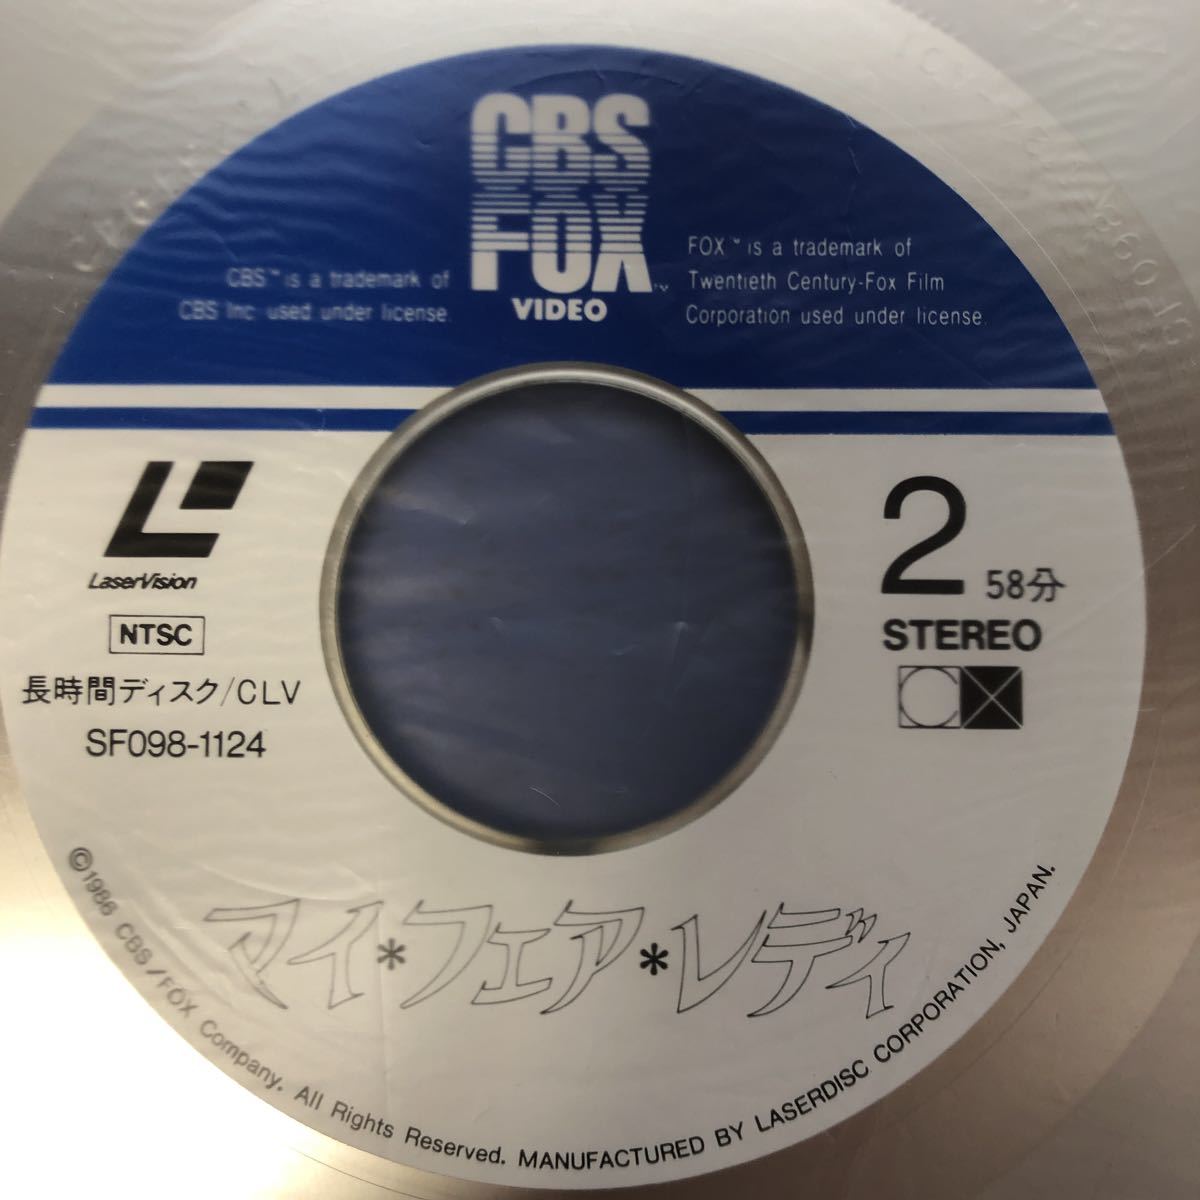 CBS
FOX
VIDEO
CBS™ is a trademark of
CBS Inc used under license.
FOX™ is a trademark of
Twentieth Century-Fox Film
Corporation used under license.
LaserVision
NTSC
長時間ディスク/CLV
SF098-1124
2 58分
STEREO
マイ*フェア*レディ
©1986 CBS/FOX Company. All Rights Reserved. MANUFACTURED BY LASERDISC CORPORATION, JAPAN.